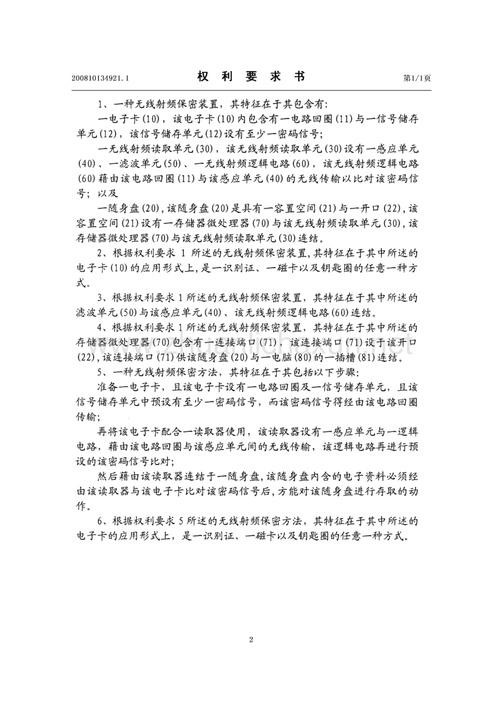 200810134921.1 权利要求书 第1/1页
1、一种无线射频保密装置，其特征在于其包含有:
一电子卡(10)，该电子卡(10)内包含有一电路回圈(11)与一信号储存
单元(12)，该信号储存单元(12)设有至少一密码信号;
一无线射频读取单元(30)，该无线射频读取单元(30)设有一感应单元
(40)、一滤波单元(50)、一无线射频逻辑电路(60)，该无线射频逻辑电路
(60)藉由该电路回圈(11)与该感应单元(40)的无线传输以比对该密码信
号；以及
一随身盘(20)，该随身盘(20)是具有一容置空间(21)与一开口(22)，该
容置空间(21)设有一存储器微处理器(70)与该无线射频读取单元(30)，该
存储器微处理器(70)与该无线射频读取单元(30)连结。
2、根据权利要求 1 所述的无线射频保密装置，其特征在于其中所述的
电子卡(10)的应用形式上，是一识别证、一磁卡以及钥匙圈的任意一种方
式。
3、根据权利要求1所述的无线射频保密装置，其特征在于其中所述的
滤波单元(50)与该感应单元(40)、该无线射频逻辑电路(60)连结。
4、根据权利要求1所述的无线射频保密装置，其特征在于其中所述的
存储器微处理器(70)包含有一连接端口(71)，该连接端口(71)设于该开口
(22)，该连接端口(71)供该随身盘(20)与一电脑(80)的一插槽(81)连结。
5、一种无线射频保密方法，其特征在于其包括以下步骤:
准备一电子卡，且该电子卡设有一电路回圈及一信号储存单元，且该
信号储存单元中预设有至少一密码信号，而该密码信号得经由该电路回圈
传输;
再将该电子卡配合一读取器使用，该读取器设有一感应单元与一逻辑
电路，藉由该电路回圈与该感应单元间的无线传输，该逻辑电路再进行预
设的该密码信号比对;
然后藉由该读取器连结于一随身盘，该随身盘内含的电子资料必须经
由该读取器与该电子卡比对该密码信号后，方能对该随身盘进行存取的动
作。
6、根据权利要求5所述的无线射频保密方法，其特征在于其中所述的
电子卡的应用形式上，是一识别证、一磁卡以及钥匙圈的任意一种方式。
2